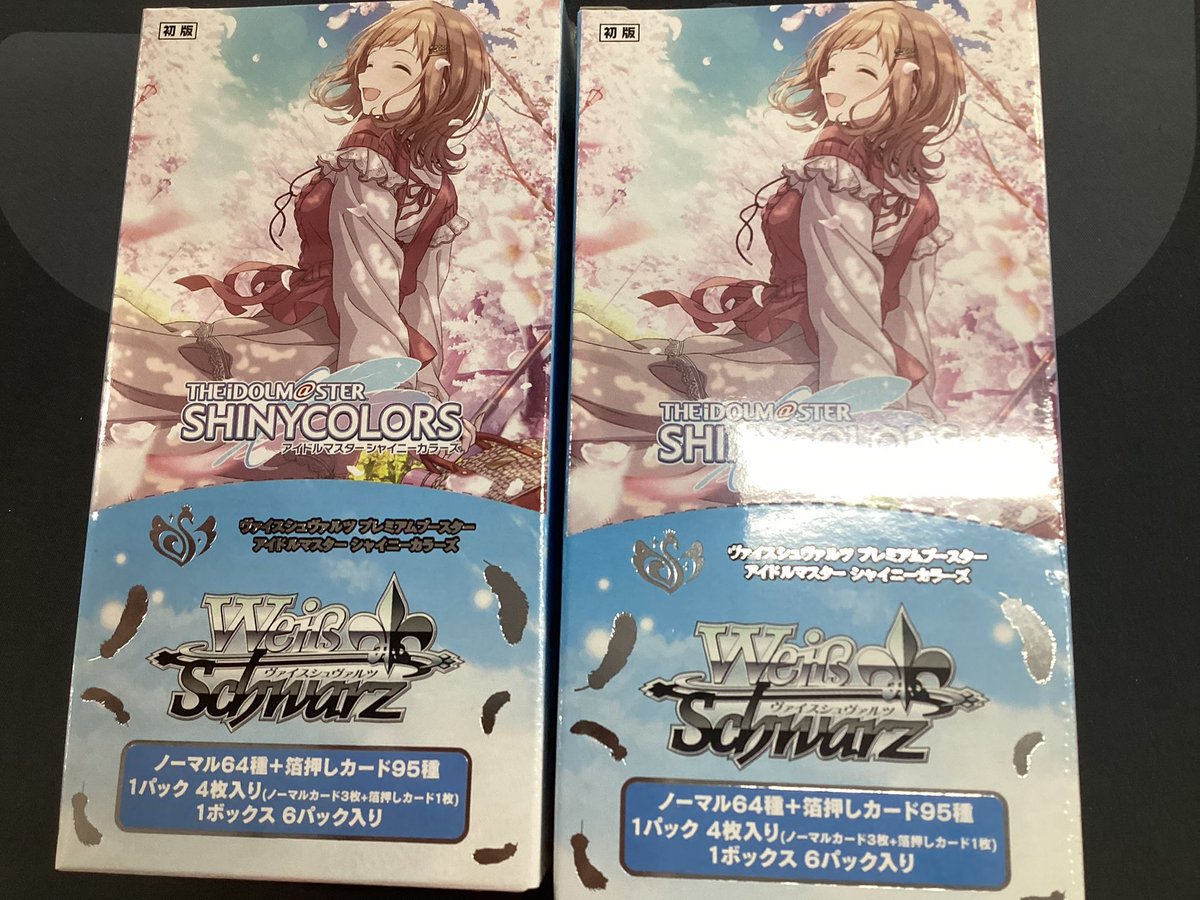 初版
THE iDOLM@STER
SHINYCOLORS
アイドルマスター シャイニーカラーズ
ヴァイスシュヴァルツ プレミアムブースター
アイドルマスター シャイニーカラーズ
Weiß
ヴァイスシュヴァルツ
Schwarz
ノーマル64種+箔押しカード95種
1パック 4枚入り(ノーマルカード3枚+箔押しカード1枚)
1ボックス 6パック入り
初版
THE iDOLM@STER
SHINYCOLORS
ヴァイスシュヴァルツ プレミアムブースター
アイドルマスター シャイニーカラーズ
Weiß
ヴァイスシュヴァルツ
Schwarz
ノーマル64種+箔押しカード95種
1パック 4枚入り(ノーマルカード3枚+箔押しカード1枚)
1ボックス 6パック入り